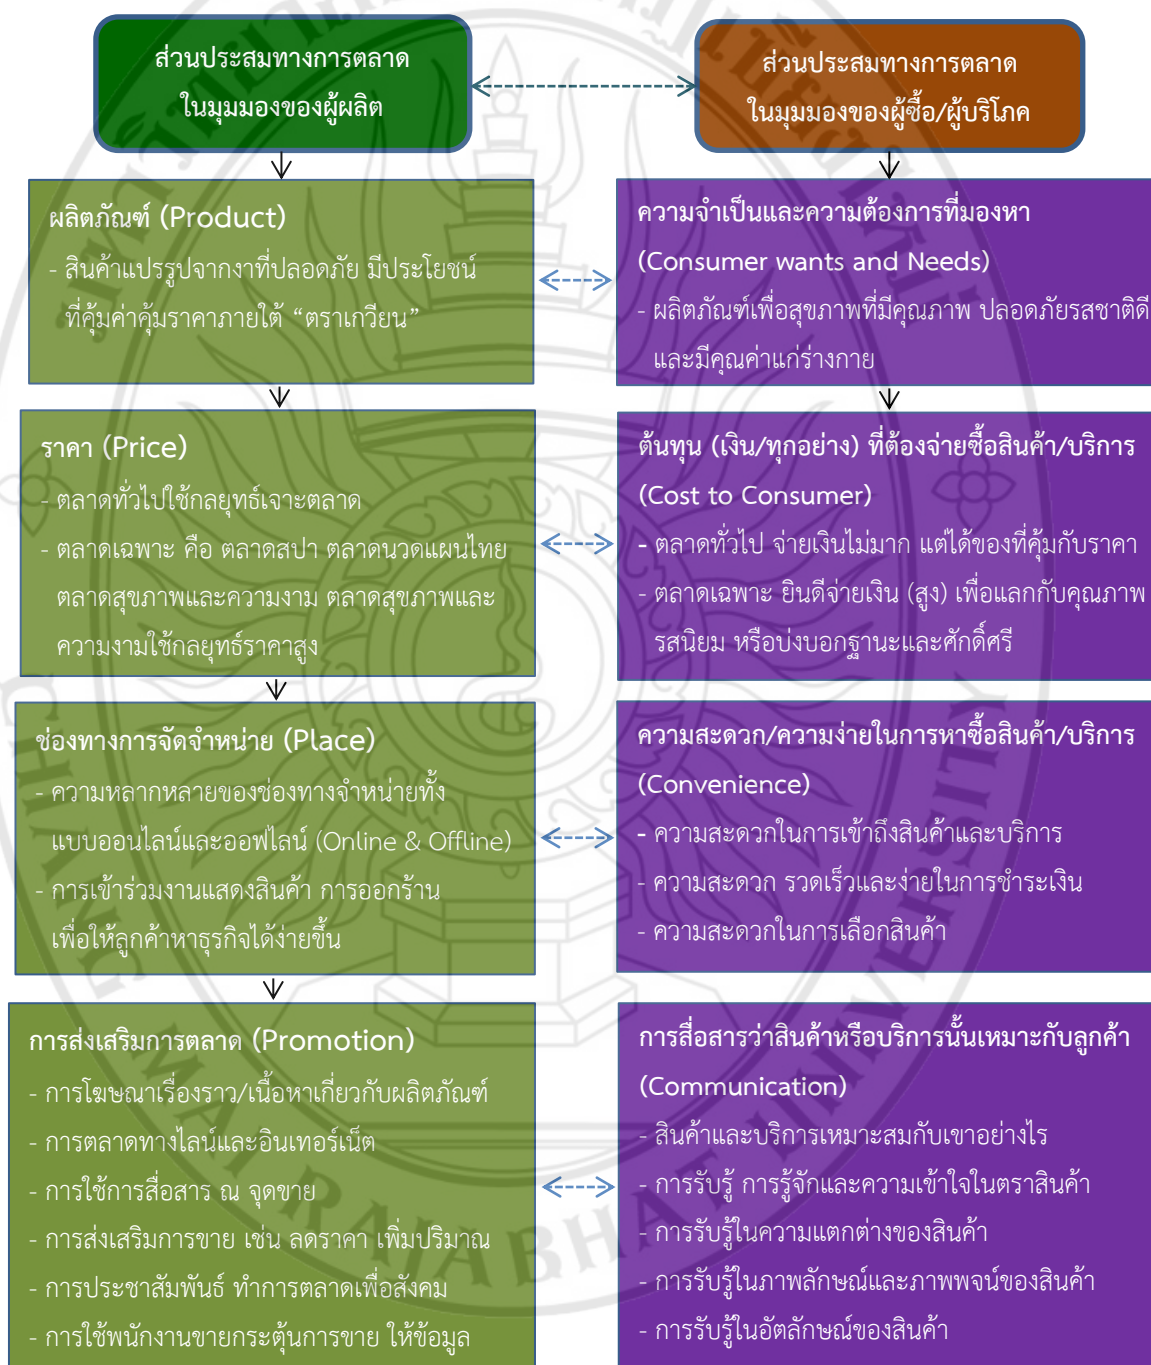 ส่วนประสมทางการตลาด
ในมุมมองของผู้ผลิต
ส่วนประสมทางการตลาด
ในมุมมองของผู้ซื้อ/ผู้บริโภค
ผลิตภัณฑ์ (Product)
- สินค้าแปรรูปจากงาที่ปลอดภัย มีประโยชน์
ที่คุ้มค่าคุ้มราคาภายใต้ “ตราเกวียน”
ความจำเป็นและความต้องการที่มองหา
(Consumer wants and Needs)
- ผลิตภัณฑ์เพื่อสุขภาพที่มีคุณภาพ ปลอดภัยรสชาติดี
และมีคุณค่าแก่ร่างกาย
ราคา (Price)
- ตลาดทั่วไปใช้กลยุทธ์เจาะตลาด
- ตลาดเฉพาะ คือ ตลาดสปา ตลาดนวดแผนไทย
ตลาดสุขภาพและความงาม ตลาดสุขภาพและ
ความงามใช้กลยุทธ์ราคาสูง
ต้นทุน (เงิน/ทุกอย่าง) ที่ต้องจ่ายซื้อสินค้า/บริการ
(Cost to Consumer)
- ตลาดทั่วไป จ่ายเงินไม่มาก แต่ได้ของที่คุ้มกับราคา
- ตลาดเฉพาะ ยินดีจ่ายเงิน (สูง) เพื่อแลกกับคุณภาพ
รสนิยม หรือบ่งบอกฐานะและศักดิ์ศรี
ช่องทางการจัดจำหน่าย (Place)
- ความหลากหลายของช่องทางจำหน่ายทั้ง
แบบออนไลน์และออฟไลน์ (Online & Offline)
- การเข้าร่วมงานแสดงสินค้า การออกร้าน
เพื่อให้ลูกค้าหาธุรกิจได้ง่ายขึ้น
ความสะดวก/ความง่ายในการหาซื้อสินค้า/บริการ
(Convenience)
- ความสะดวกในการเข้าถึงสินค้าและบริการ
- ความสะดวก รวดเร็วและง่ายในการชำระเงิน
- ความสะดวกในการเลือกสินค้า
การส่งเสริมการตลาด (Promotion)
- การโฆษณาเรื่องราว/เนื้อหาเกี่ยวกับผลิตภัณฑ์
- การตลาดทางไลน์และอินเทอร์เน็ต
- การใช้การสื่อสาร ณ จุดขาย
- การส่งเสริมการขาย เช่น ลดราคา เพิ่มปริมาณ
- การประชาสัมพันธ์ ทำการตลาดเพื่อสังคม
- การใช้พนักงานขายกระตุ้นการขาย ให้ข้อมูล
การสื่อสารว่าสินค้าหรือบริการนั้นเหมาะกับลูกค้า
(Communication)
- สินค้าและบริการเหมาะสมกับเขาอย่างไร
- การรับรู้ การรู้จักและความเข้าใจในตราสินค้า
- การรับรู้ในความแตกต่างของสินค้า
- การรับรู้ในภาพลักษณ์และภาพพจน์ของสินค้า
- การรับรู้ในอัตลักษณ์ของสินค้า